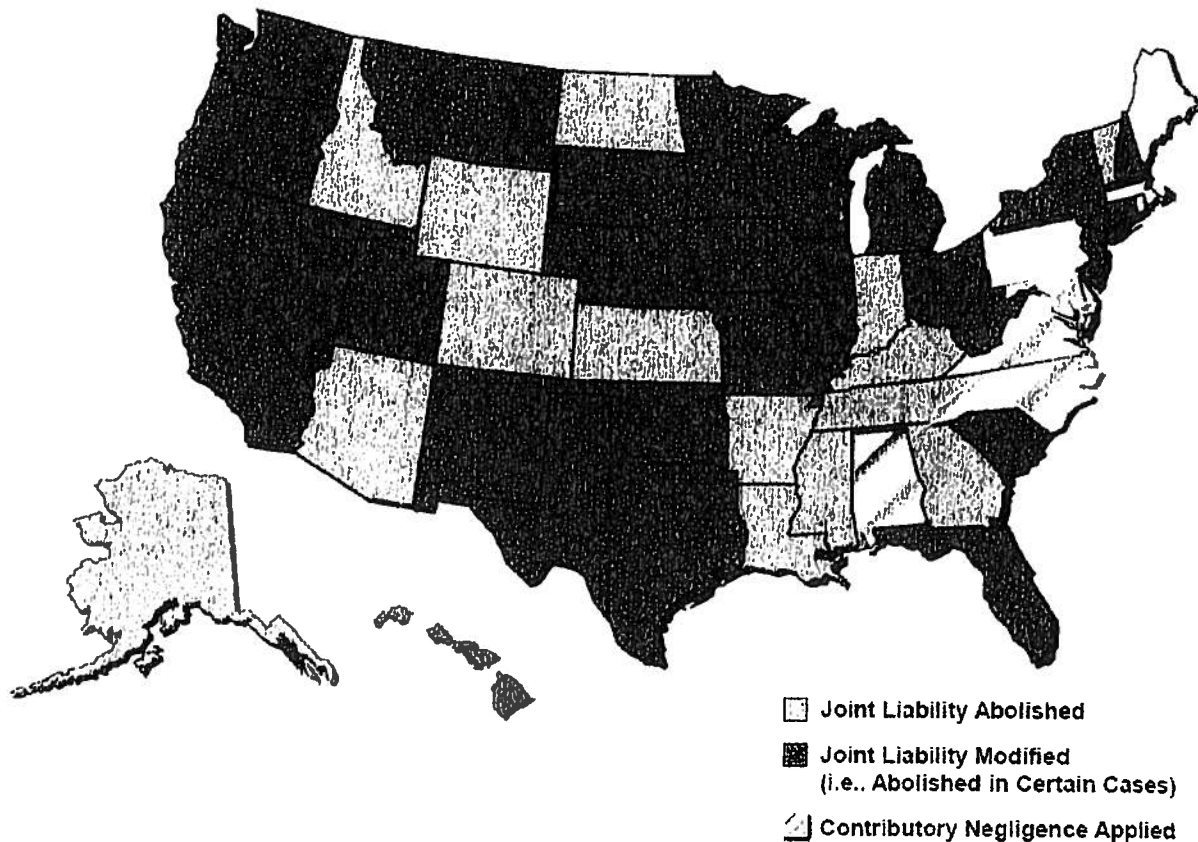 Joint Liability Abolished
Joint Liability Modified
(i.e.. Abolished in Certain Cases)
Contributory Negligence Applied